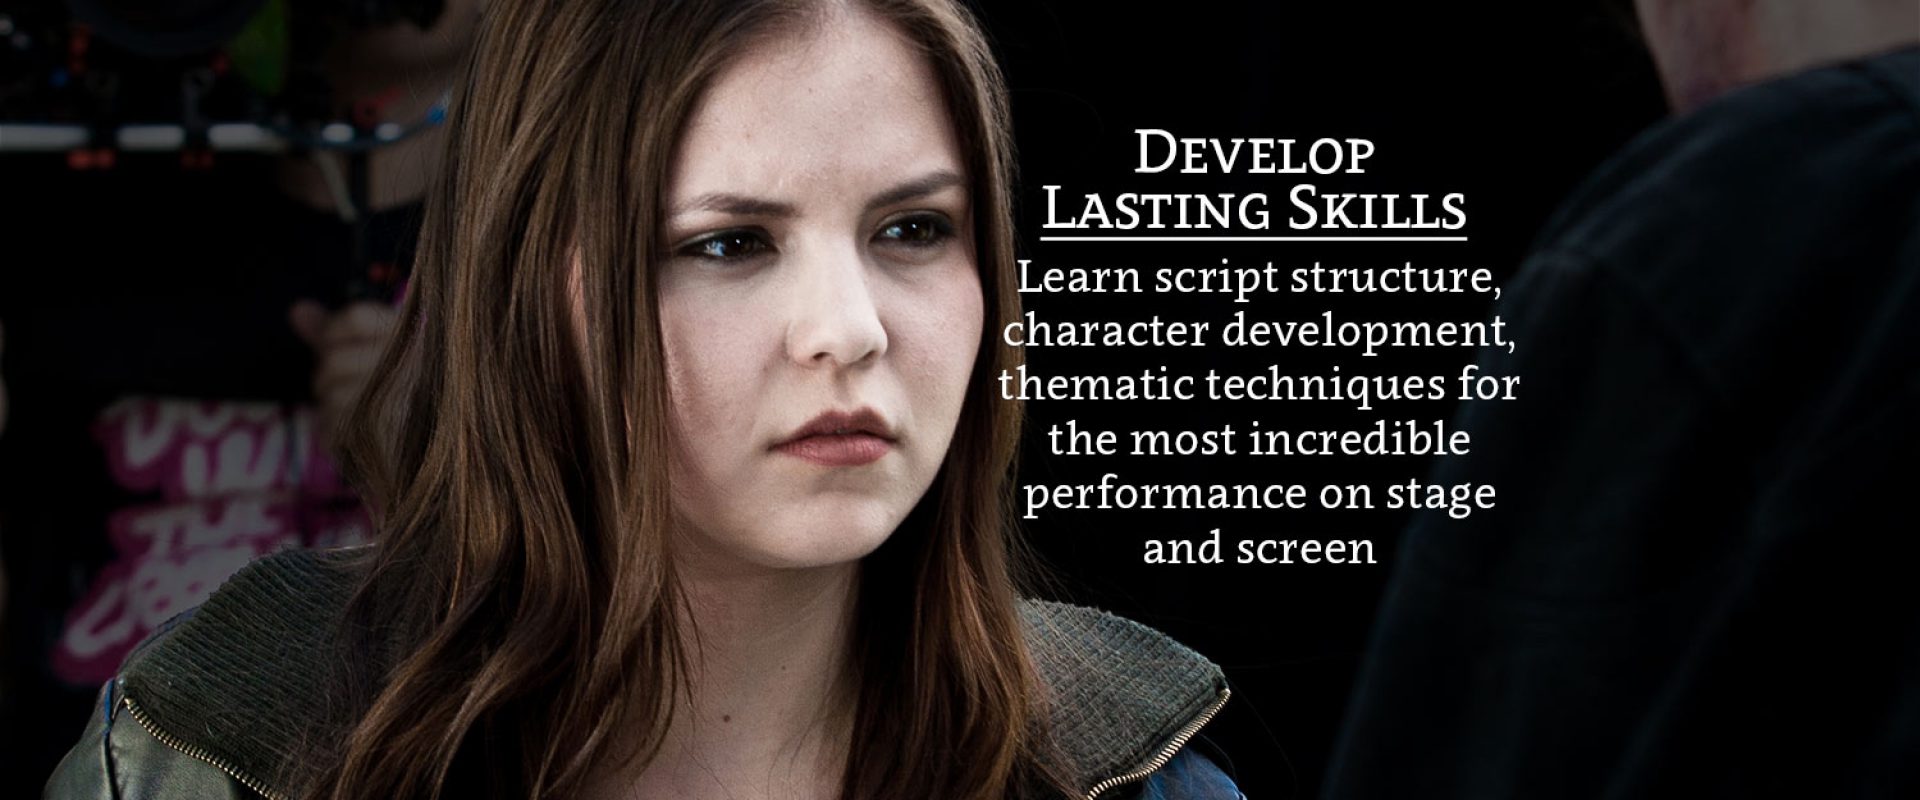 Develop
Lasting Skills
Learn script structure,
character development,
thematic techniques for
the most incredible
performance on stage
and screen